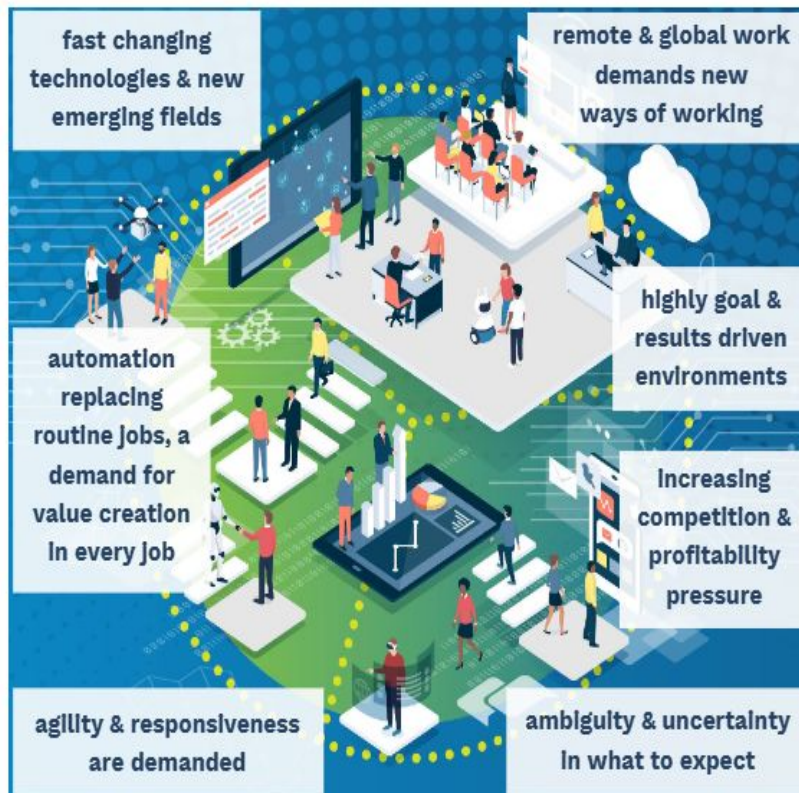 fast changing
technologies & new
emerging fields
remote & global work
demands new
ways of working
highly goal &
results driven
environments
automation
replacing
routine jobs, a
demand for
value creation
in every job
increasing
competition &
profitability
pressure
agility & responsiveness
are demanded
ambiguity & uncertainty
in what to expect